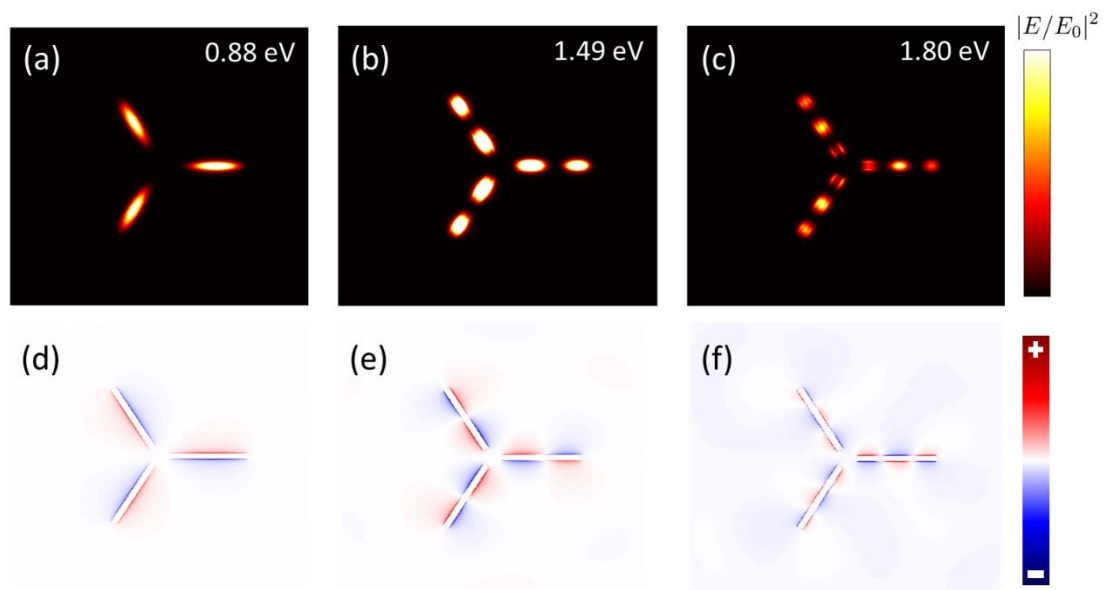 |E/E₀|²
(a)
0.88 eV
(b)
1.49 eV
(c)
1.80 eV
(d)
(e)
(f)
+
-